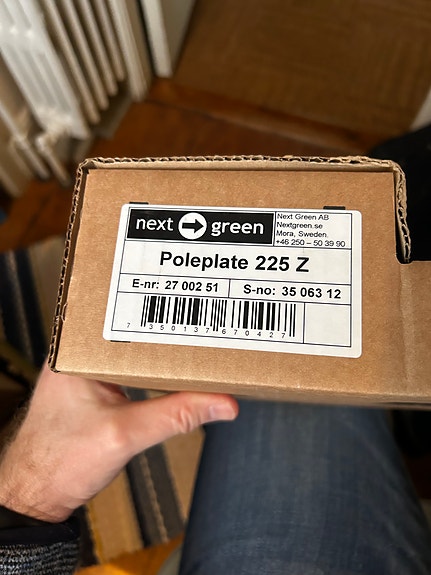 next green
Next Green AB
Nextgreen.se
Mora, Sweden.
+46 250 – 50 39 90
Poleplate 225 Z
E-nr: 27 002 51
S-no: 35 063 12
7 350137 670427